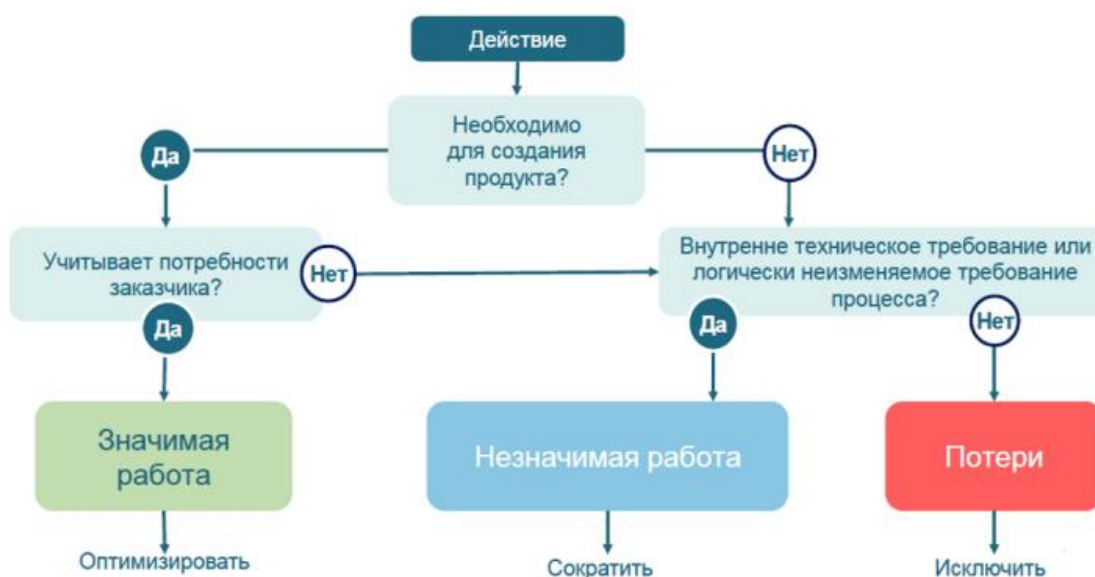 Действие
Необходимо
для создания
продукта?
Да
Нет
Учитывает потребности
заказчика?
Нет
Внутренне техническое требование или
логически неизменяемое требование
процесса?
Да
Да
Нет
Значимая
работа
Незначимая работа
Потери
Оптимизировать
Сократить
Исключить